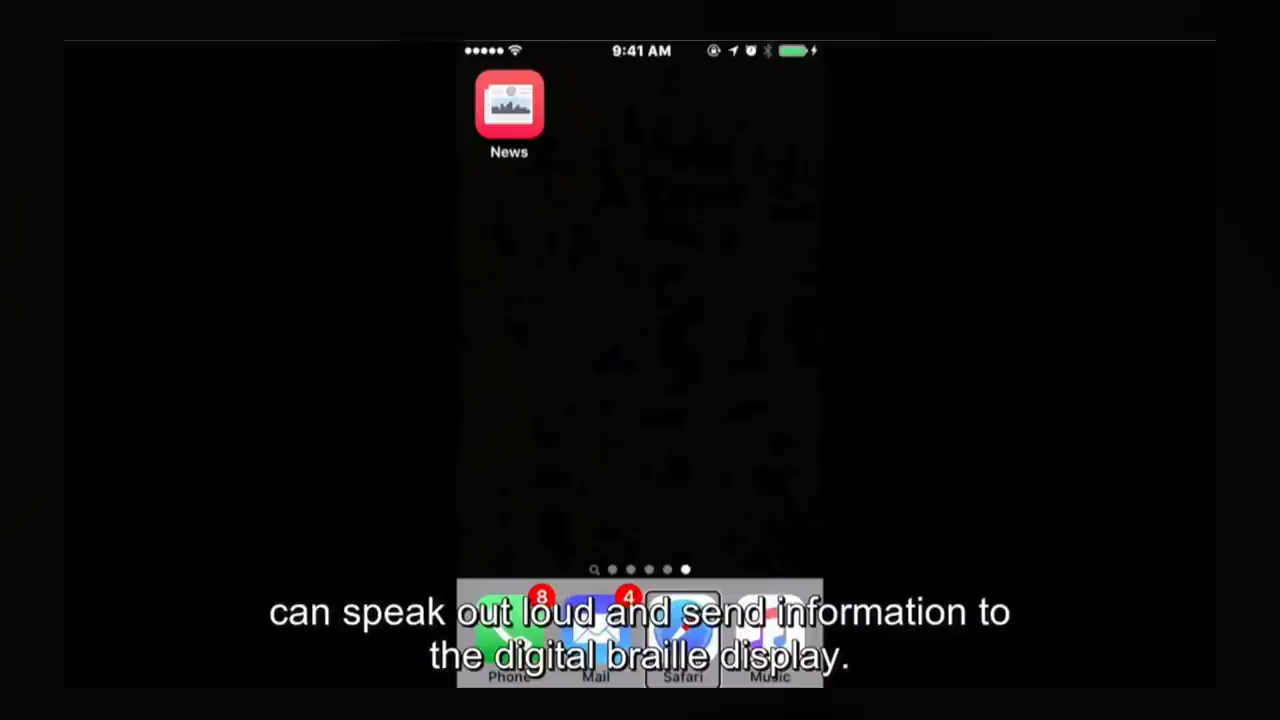 9:41 AM
News
8
4
can speak out loud and send information to
the digital braille display.
Phone Mail Safari Music